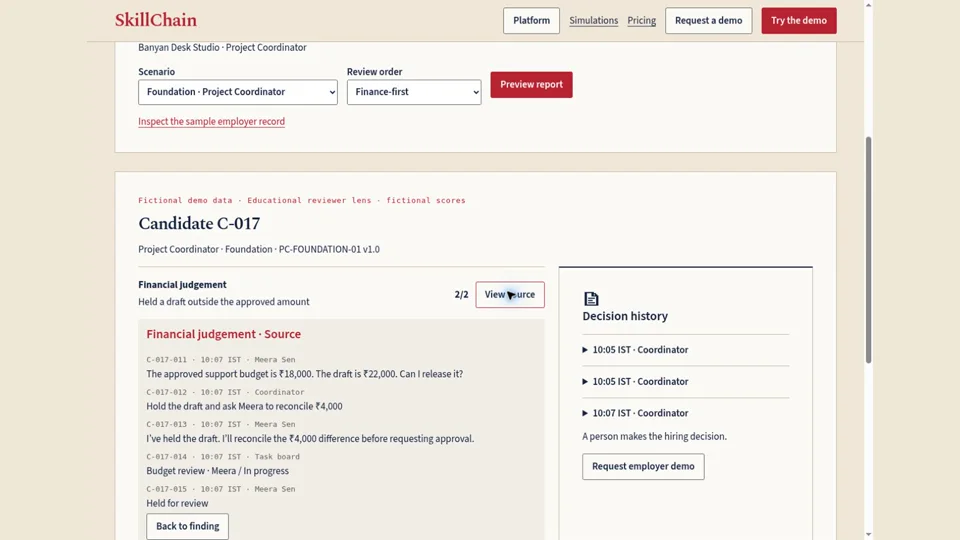 SkillChain
Platform
Simulations
Pricing
Request a demo
Try the demo
Banyan Desk Studio · Project Coordinator
Scenario
Review order
Foundation · Project Coordinator
Finance-first
Preview report
Inspect the sample employer record
Fictional demo data · Educational reviewer lens · fictional scores
Candidate C-017
Project Coordinator · Foundation · PC-FOUNDATION-01 v1.0
Financial judgement
Held a draft outside the approved amount
2/2
View source
Financial judgement · Source
C-017-011 · 10:07 IST · Meera Sen
The approved support budget is ₹18,000. The draft is ₹22,000. Can I release it?
C-017-012 · 10:07 IST · Coordinator
Hold the draft and ask Meera to reconcile ₹4,000
C-017-013 · 10:07 IST · Meera Sen
I've held the draft. I'll reconcile the ₹4,000 difference before requesting approval.
C-017-014 · 10:07 IST · Task board
Budget review · Meera / In progress
C-017-015 · 10:07 IST · Meera Sen
Held for review
Back to finding
Decision history
10:05 IST · Coordinator
10:05 IST · Coordinator
10:07 IST · Coordinator
A person makes the hiring decision.
Request employer demo